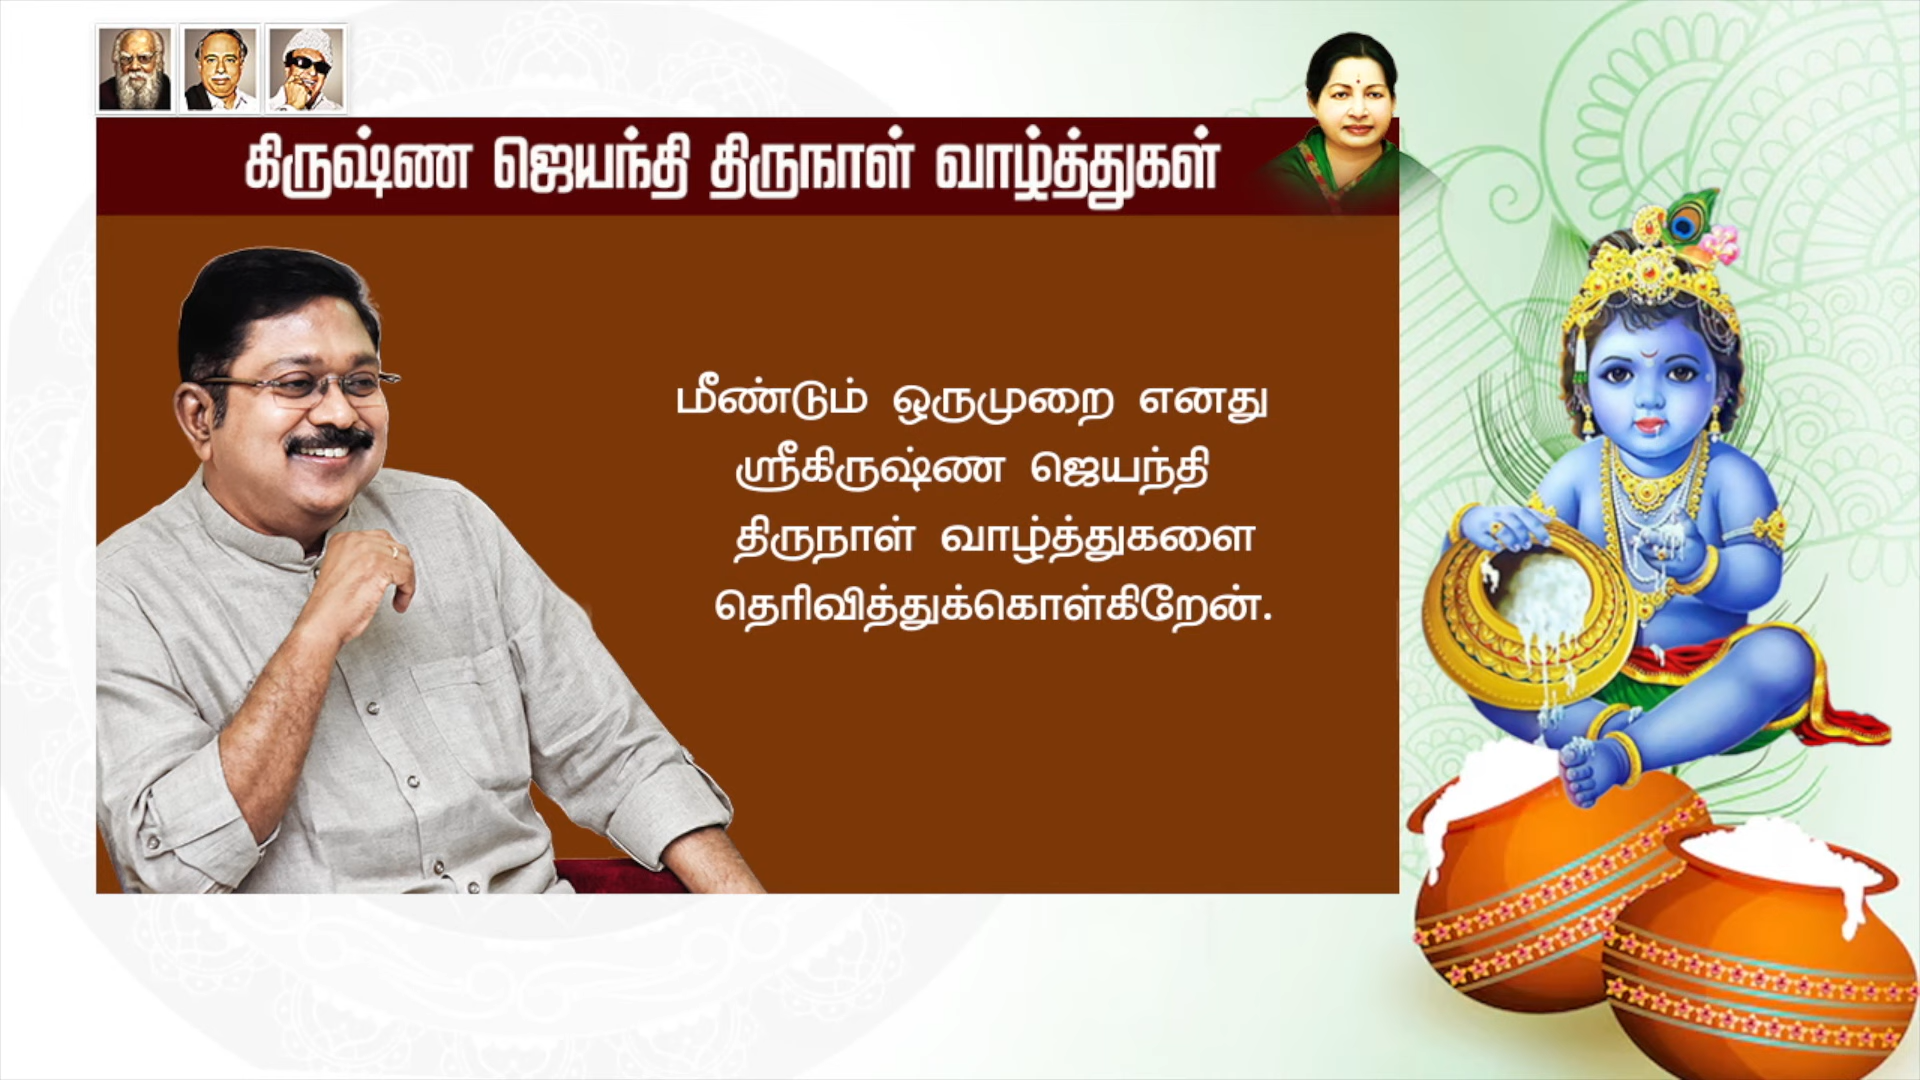 கிருஷ்ண ஜெயந்தி திருநாள் வாழ்த்துகள்
மீண்டும் ஒருமுறை எனது
ஸ்ரீகிருஷ்ண ஜெயந்தி
திருநாள் வாழ்த்துகளை
தெரிவித்துக்கொள்கிறேன்.